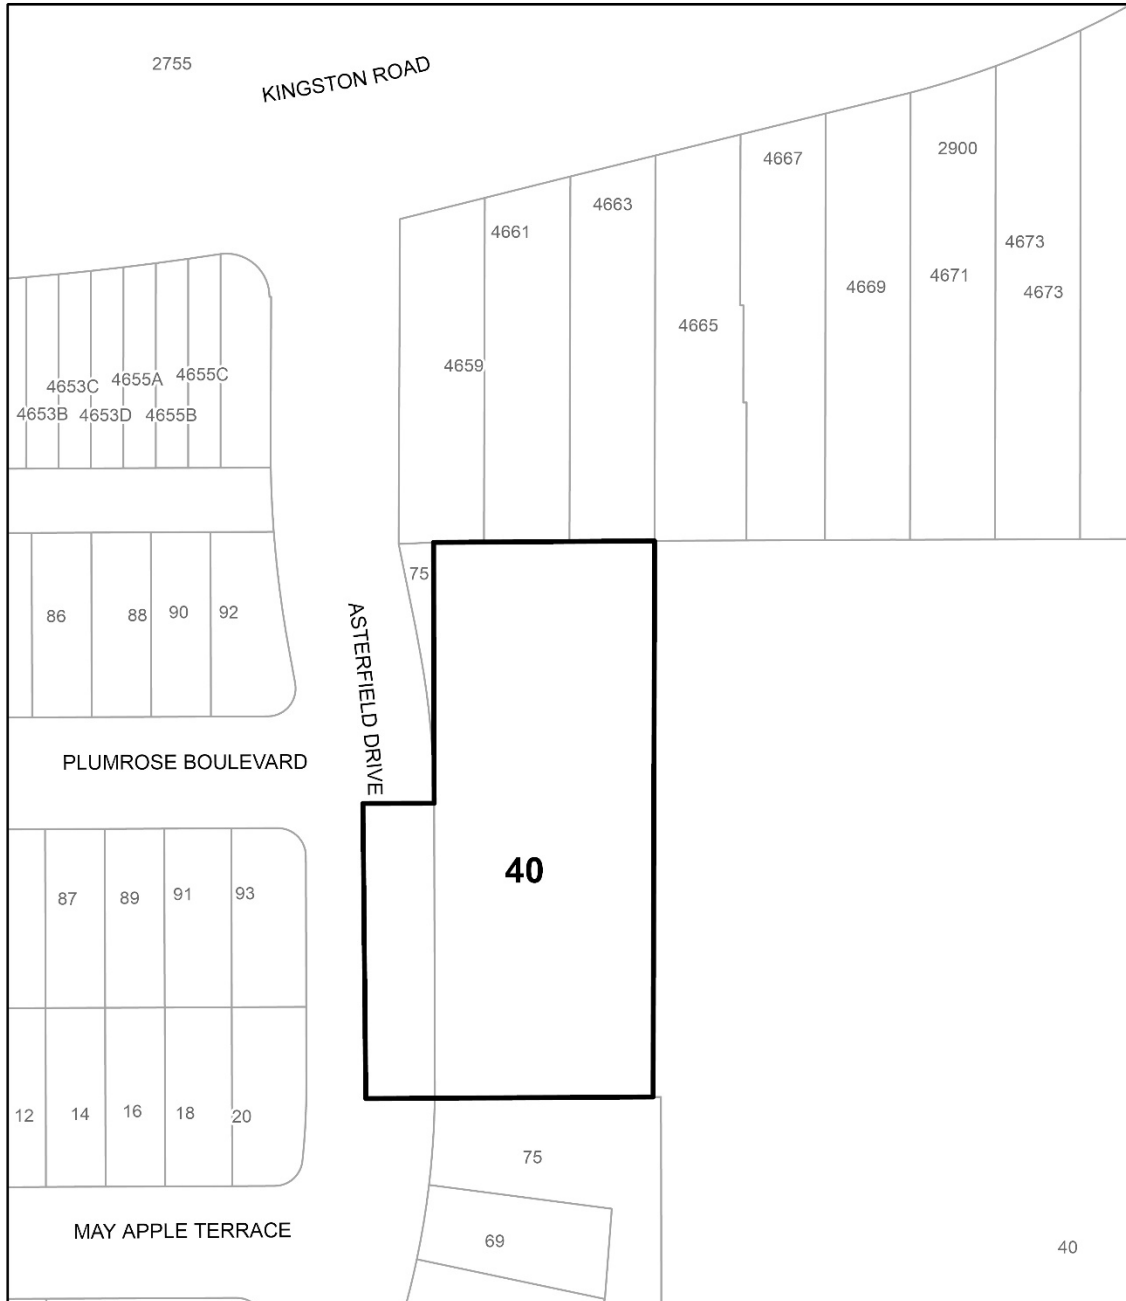 2755
KINGSTON ROAD
4667
2900
4663
4661
4673
4671
4669
4673
4665
4659
4655C
4655A
4653C
4653B
4653D
4655B
75
86
88
90
92
ASTERFIELD DRIVE
PLUMROSE BOULEVARD
40
87
89
91
93
12
14
16
18
20
75
MAY APPLE TERRACE
69
40